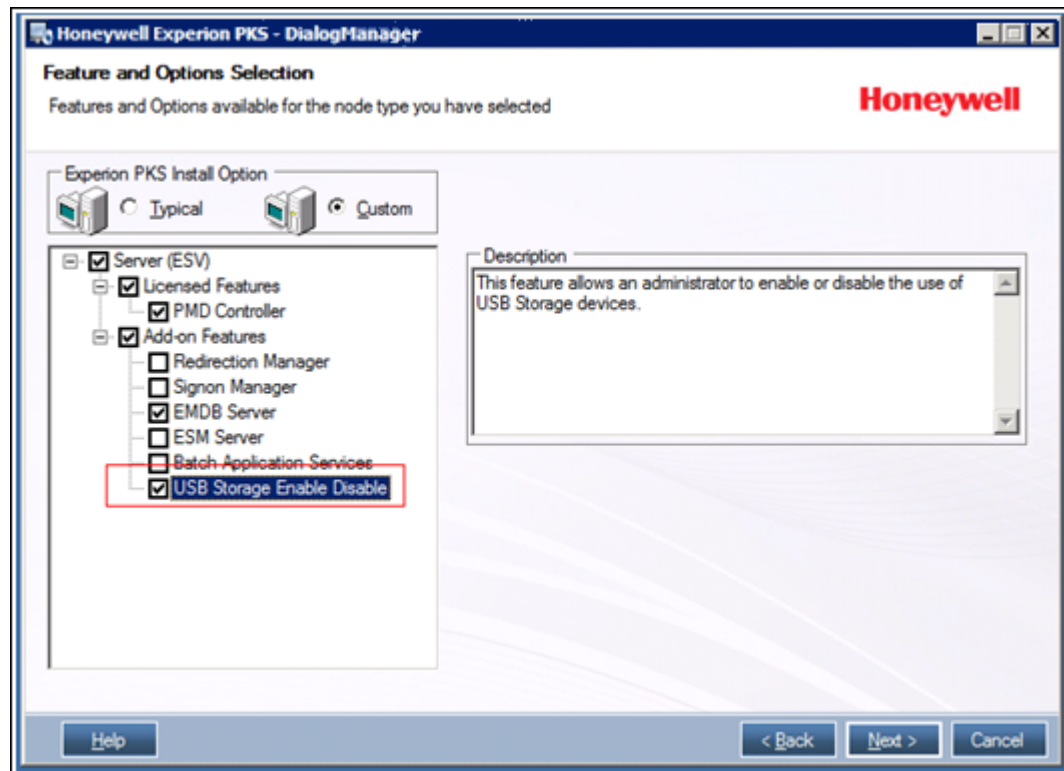 Honeywell Experion PKS - DialogManager
Feature and Options Selection
Features and Options available for the node type you have selected
Honeywell
Experion PKS Install Option
Typical
Custom
Server (ESV)
Licensed Features
PMD Controller
Add-on Features
Redirection Manager
Signon Manager
EMDB Server
ESM Server
Batch Application Services
USB Storage Enable Disable
Description
This feature allows an administrator to enable or disable the use of
USB Storage devices.
Help
< Back
Next >
Cancel